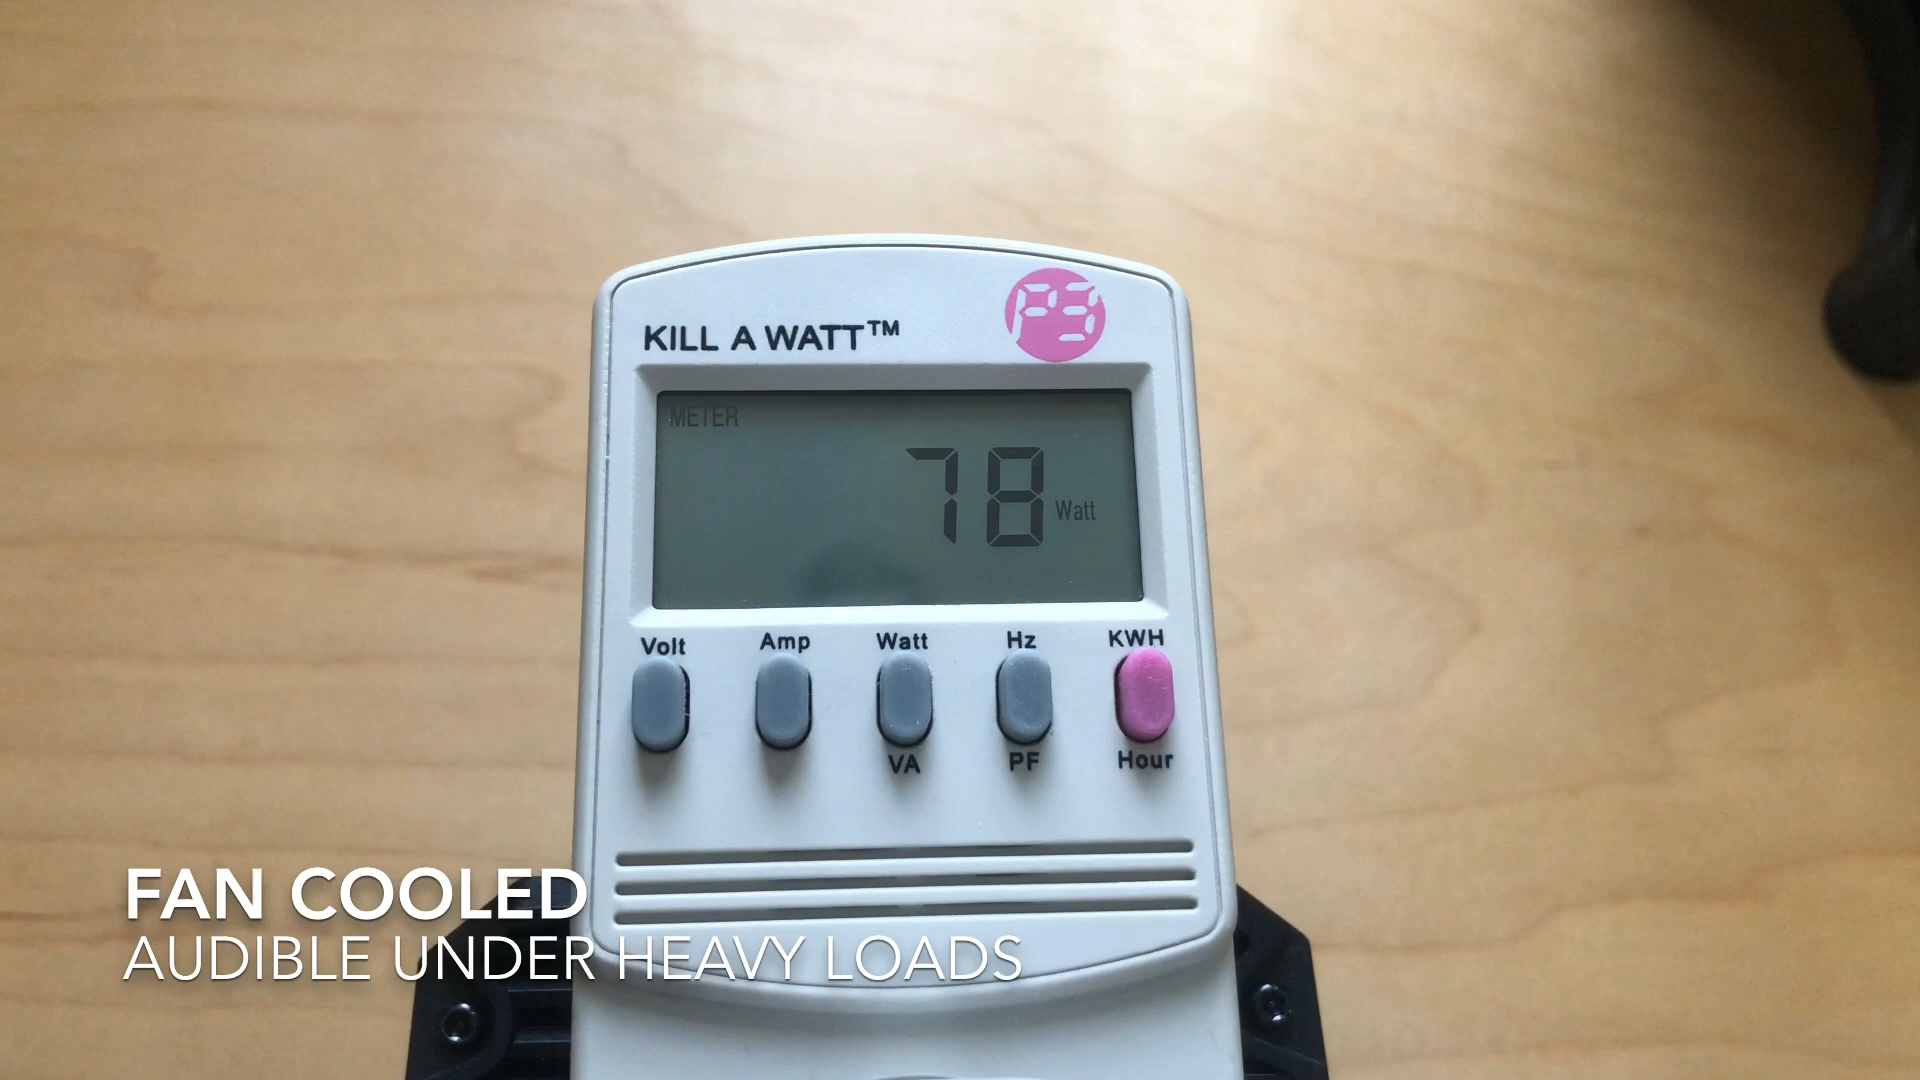 P3
KILL A WATT™
METER
78 Watt
Volt Amp Watt Hz KWH
VA PF Hour
FAN COOLED
AUDIBLE UNDER HEAVY LOADS